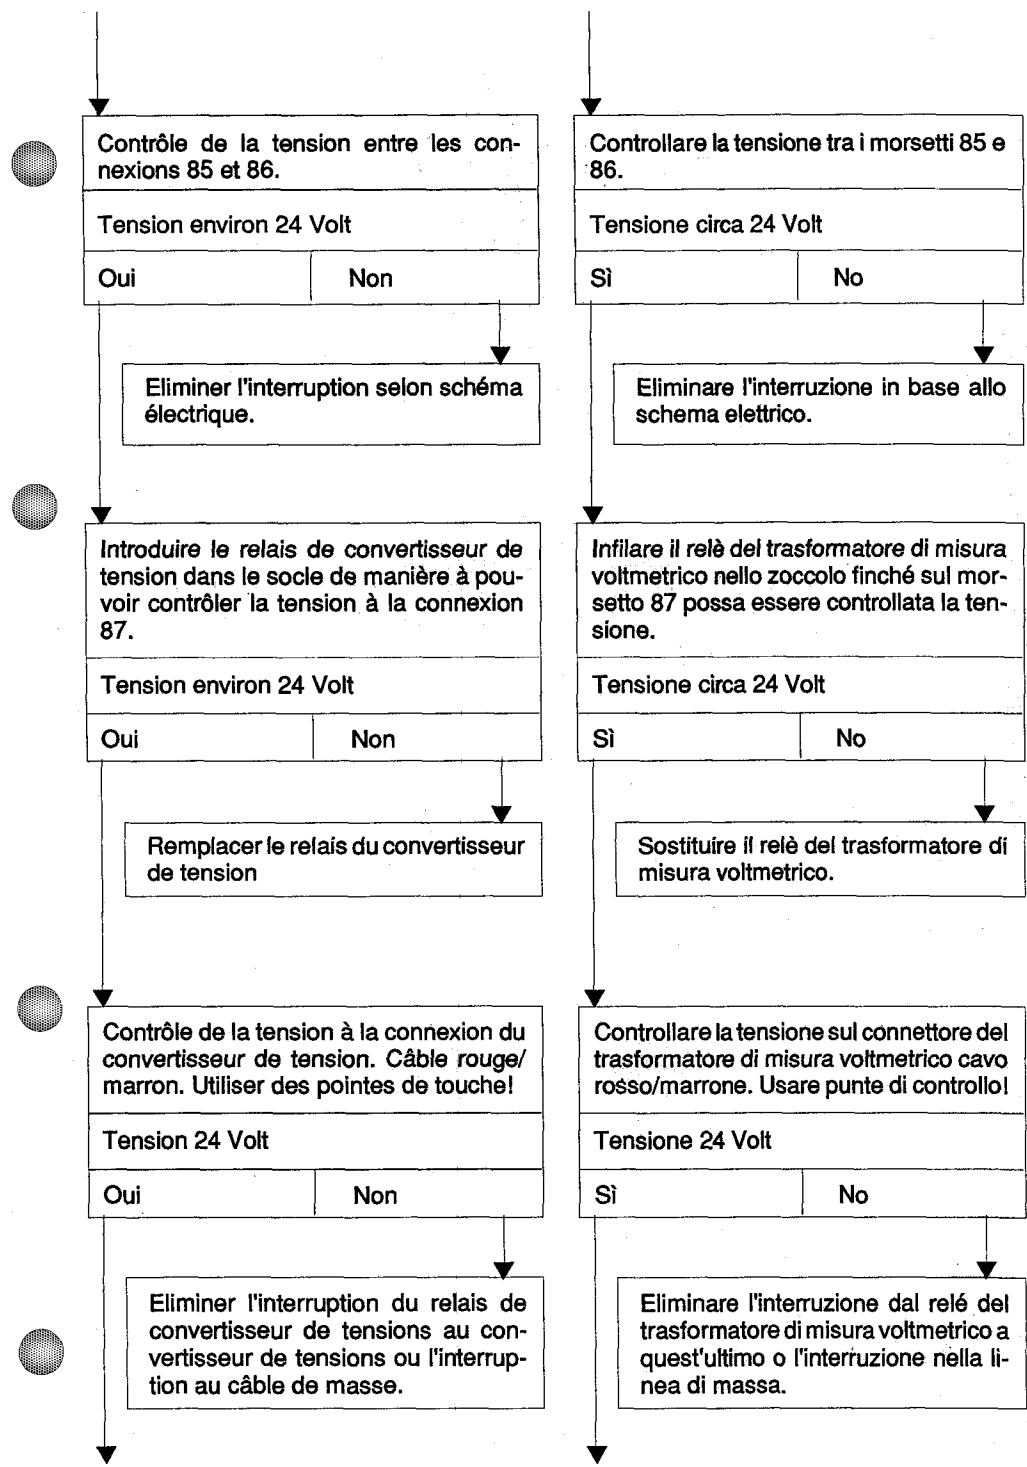 Contrôle de la tension entre les con-
nexions 85 et 86.
Tension environ 24 Volt
Oui Non
Eliminer l'interruption selon schéma
électrique.
Introduire le relais de convertisseur de
tension dans le socle de manière à pou-
voir contrôler la tension à la connexion
87.
Tension environ 24 Volt
Oui Non
Remplacer le relais du convertisseur
de tension
Contrôle de la tension à la connexion du
convertisseur de tension. Câble rouge/
marron. Utiliser des pointes de touche!
Tension 24 Volt
Oui Non
Eliminer l'interruption du relais de
convertisseur de tensions au con-
vertisseur de tensions ou l'interrup-
tion au câble de masse.
Controllare la tensione tra i morsetti 85 e
86.
Tensione circa 24 Volt
Sì No
Eliminare l'interruzione in base allo
schema elettrico.
Infilare il relè del trasformatore di misura
voltmetrico nello zoccolo finché sul mor-
setto 87 possa essere controllata la ten-
sione.
Tensione circa 24 Volt
Sì No
Sostituire il relè del trasformatore di
misura voltmetrico.
Controllare la tensione sul connettore del
trasformatore di misura voltmetrico cavo
rosso/marrone. Usare punte di controllo!
Tensione 24 Volt
Sì No
Eliminare l'interruzione dal relé del
trasformatore di misura voltmetrico a
quest'ultimo o l'interruzione nella li-
nea di massa.